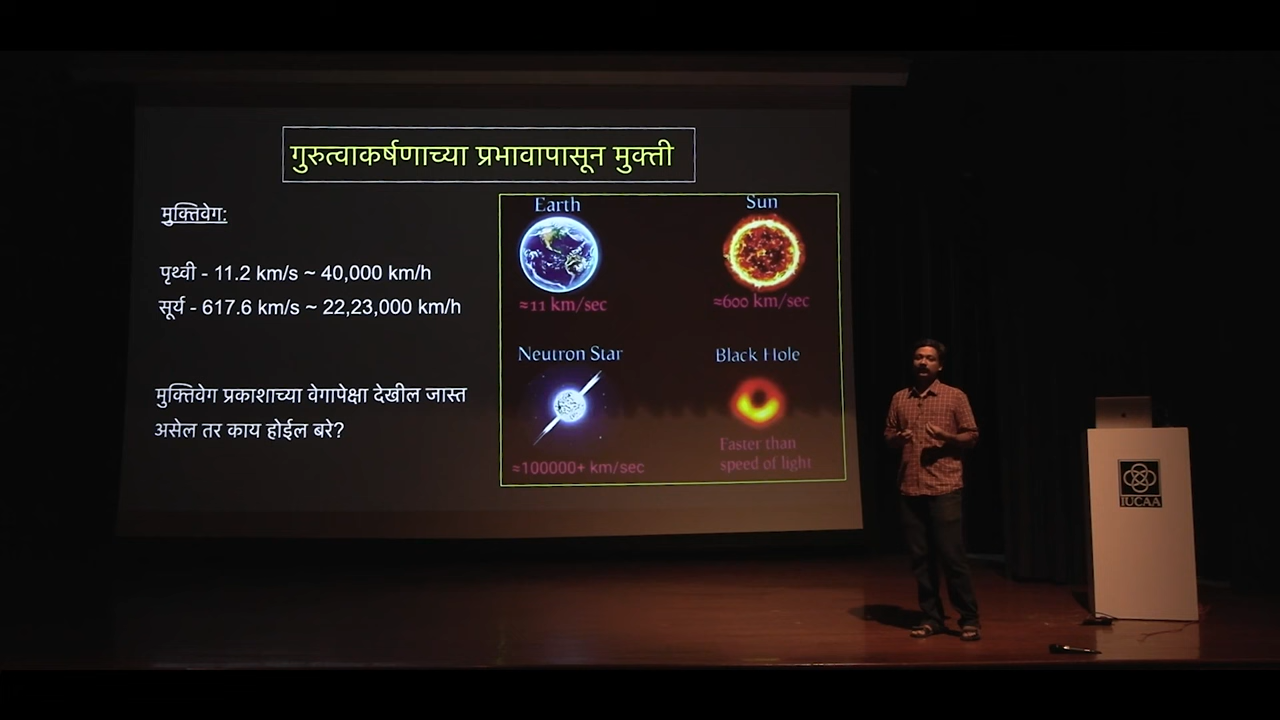 गुरुत्वाकर्षणाच्या प्रभावापासून मुक्ती
मुक्तिवेग:
पृथ्वी - 11.2 km/s ~ 40,000 km/h
सूर्य - 617.6 km/s ~ 22,23,000 km/h
मुक्तिवेग प्रकाशाच्या वेगापेक्षा देखील जास्त
असेल तर काय होईल बरे?
Earth
≈11 km/sec
Sun
≈600 km/sec
Neutron Star
≈100000+ km/sec
Black Hole
Faster than
speed of light
IUCAA